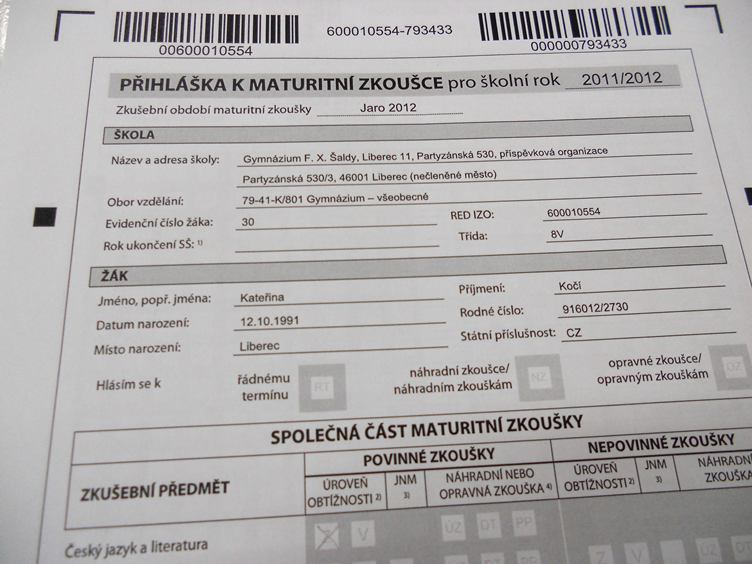 00600010554
600010554-793433
000000793433
PŘIHLÁŠKA K MATURITNÍ ZKOUŠCE pro školní rok 2011/2012
Zkušební období maturitní zkoušky Jaro 2012
ŠKOLA
Název a adresa školy: Gymnázium F. X. Šaldy, Liberec 11, Partyzánská 530, příspěvková organizace
Partyzánská 530/3, 46001 Liberec (nečleněné město)
Obor vzdělání: 79-41-K/801 Gymnázium – všeobecné
Evidenční číslo žáka: 30 RED IZO: 600010554
Rok ukončení SŠ: 1) Třída: 8V
ŽÁK
Jméno, popř. jména: Kateřina Příjmení: Kočí
Datum narození: 12.10.1991 Rodné číslo: 916012/2730
Místo narození: Liberec Státní příslušnost: CZ
Hlásím se k řádnému termínu RT náhradní zkoušce/ náhradním zkouškám NZ opravné zkoušce/ opravným zkouškám OZ
SPOLEČNÁ ČÁST MATURITNÍ ZKOUŠKY
ZKUŠEBNÍ PŘEDMĚT
POVINNÉ ZKOUŠKY NEPOVINNÉ ZKOUŠKY
ÚROVEŇ OBTÍŽNOSTI 2) JNM 3) NÁHRADNÍ NEBO OPRAVNÁ ZKOUŠKA 4) ÚROVEŇ OBTÍŽNOSTI 2) JNM 3) NÁHRADNÍ ZKOUŠKA
Český jazyk a literatura Z V ÚZ DT PP
Z V ÚZ